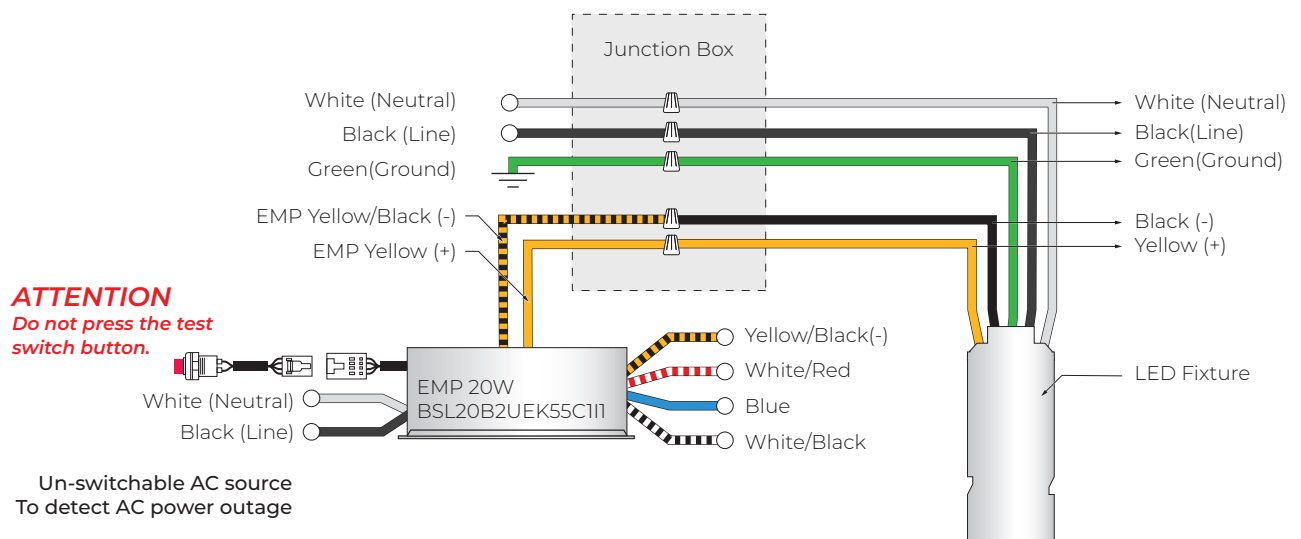 Junction Box
White (Neutral)
Black (Line)
Green(Ground)
EMP Yellow/Black (-)
EMP Yellow (+)
White (Neutral)
Black(Line)
Green(Ground)
Black (-)
Yellow (+)
ATTENTION
Do not press the test
switch button.
White (Neutral)
Black (Line)
EMP 20W
BSL20B2UEK55C1I1
Yellow/Black(-)
White/Red
Blue
White/Black
LED Fixture
Un-switchable AC source
To detect AC power outage